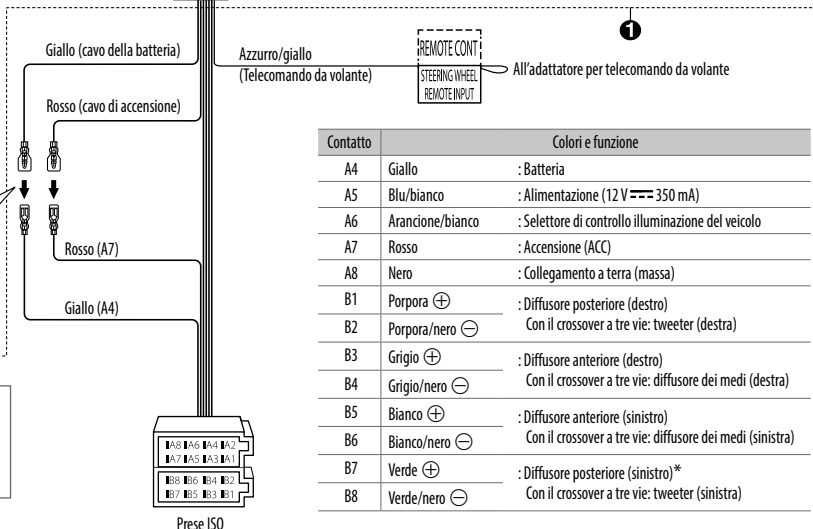 ❶
Giallo (cavo della batteria)
Azzurro/giallo
(Telecomando da volante)
REMOTE CONT
STEERING WHEEL
REMOTE INPUT
All'adattatore per telecomando da volante
Rosso (cavo di accensione)
Rosso (A7)
Giallo (A4)
Contatto Colori e funzione
A4 Giallo : Batteria
A5 Blu/bianco : Alimentazione (12 V ⎓ 350 mA)
A6 Arancione/bianco : Selettore di controllo illuminazione del veicolo
A7 Rosso : Accensione (ACC)
A8 Nero : Collegamento a terra (massa)
B1 Porpora ⊕ : Diffusore posteriore (destro)
B2 Porpora/nero ⊖ Con il crossover a tre vie: tweeter (destra)
B3 Grigio ⊕ : Diffusore anteriore (destro)
B4 Grigio/nero ⊖ Con il crossover a tre vie: diffusore dei medi (destra)
B5 Bianco ⊕ : Diffusore anteriore (sinistro)
B6 Bianco/nero ⊖ Con il crossover a tre vie: diffusore dei medi (sinistra)
B7 Verde ⊕ : Diffusore posteriore (sinistro)*
B8 Verde/nero ⊖ Con il crossover a tre vie: tweeter (sinistra)
A8 A6 A4 A2
A7 A5 A3 A1
B8 B6 B4 B2
B7 B5 B3 B1
Prese ISO